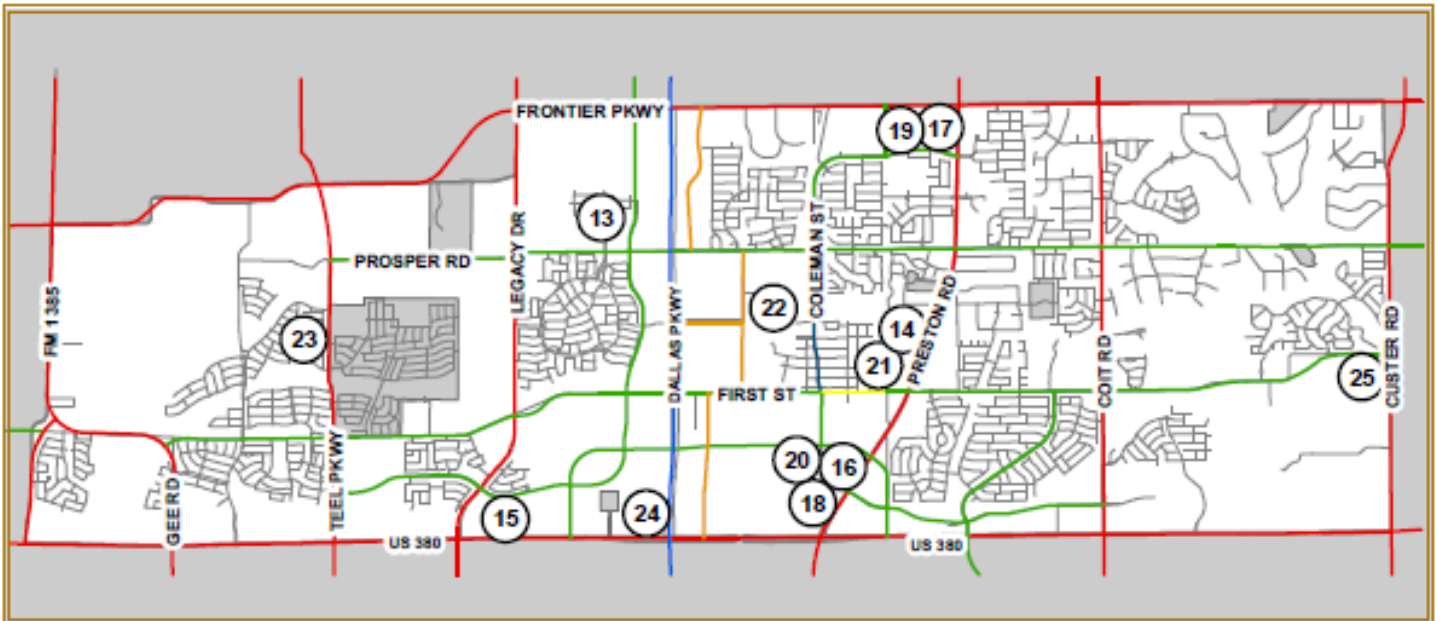 FRONTIER PKWY
19
17
13
LEGACY DR
COLEMAN ST
PROSPER RD
FM 1385
22
PRESTON RD
14
23
DALLAS PKWY
21
COIT RD
CUSTER RD
25
FIRST ST
TEEL PKWY
GEE RD
20
16
18
15
24
US 380
US 380